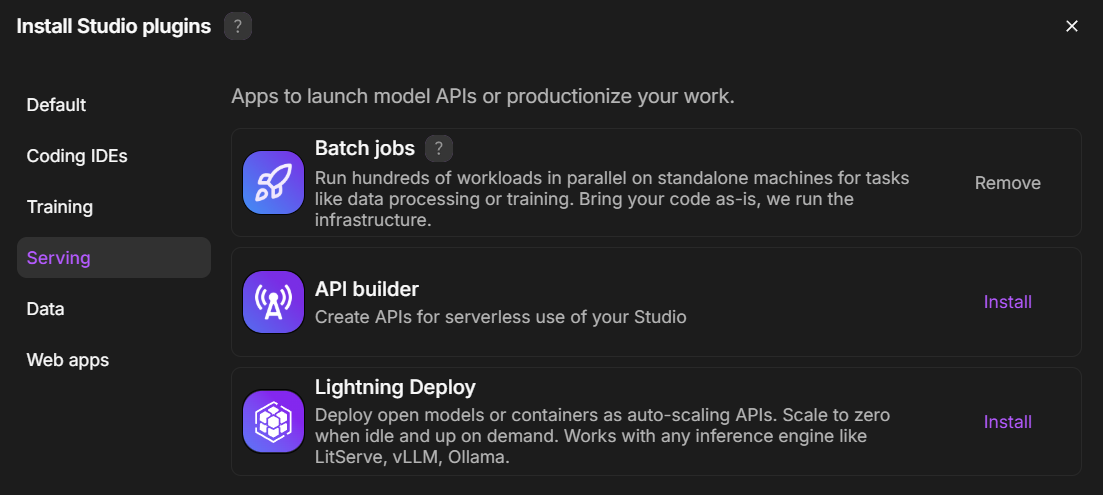 Install Studio plugins ?
Default
Coding IDEs
Training
Serving
Data
Web apps
Apps to launch model APIs or productionize your work.
Batch jobs ?
Run hundreds of workloads in parallel on standalone machines for tasks
like data processing or training. Bring your code as-is, we run the
infrastructure.
Remove
API builder
Create APIs for serverless use of your Studio
Install
Lightning Deploy
Deploy open models or containers as auto-scaling APIs. Scale to zero
when idle and up on demand. Works with any inference engine like
LitServe, vLLM, Ollama.
Install